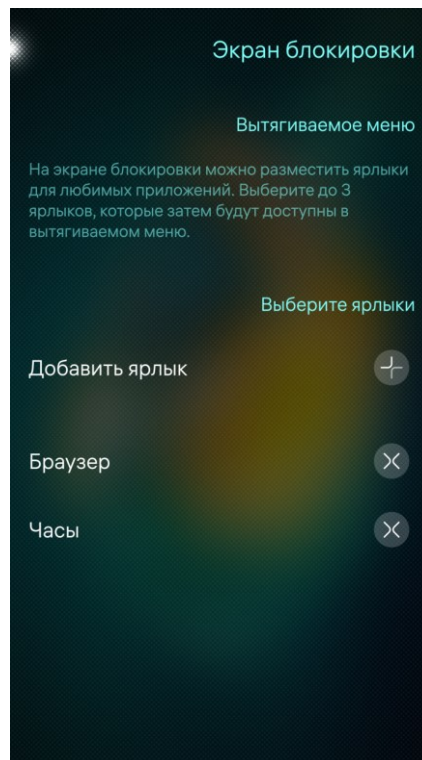 Экран блокировки
Вытягиваемое меню
На экране блокировки можно разместить ярлыки
для любимых приложений. Выберите до 3
ярлыков, которые затем будут доступны в
вытягиваемом меню.
Выберите ярлыки
Добавить ярлык
Браузер
Часы